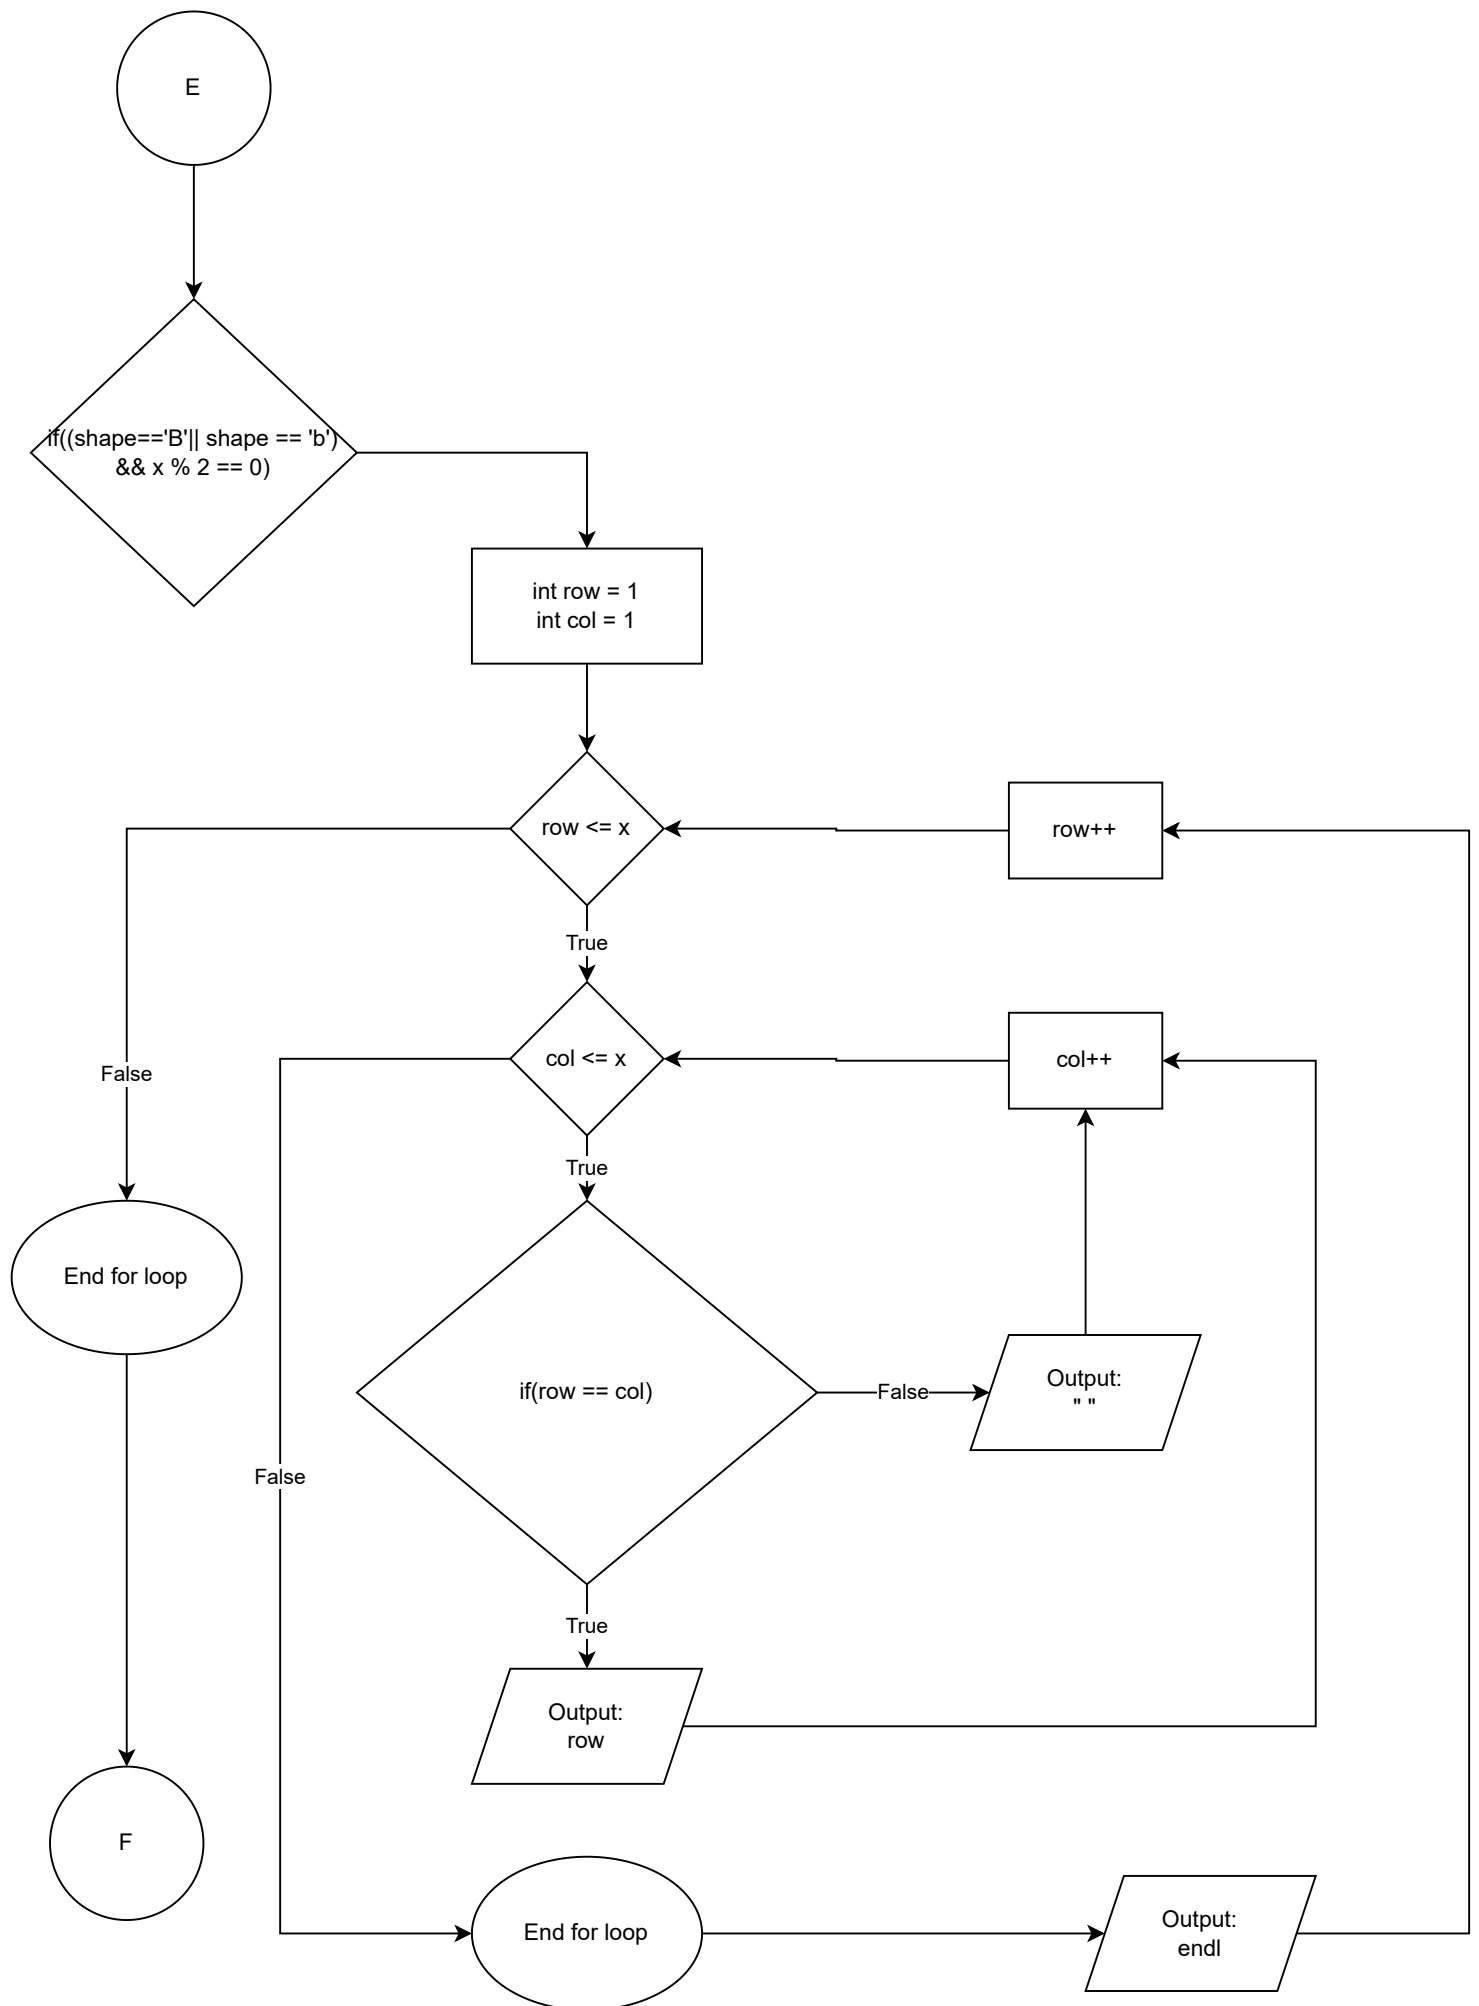 E
if((shape=='B'|| shape == 'b')
&& x % 2 == 0)
int row = 1
int col = 1
row <= x
row++
True
col <= x
col++
False
True
End for loop
if(row == col)
False
Output:
" "
False
True
Output:
row
F
End for loop
Output:
endl